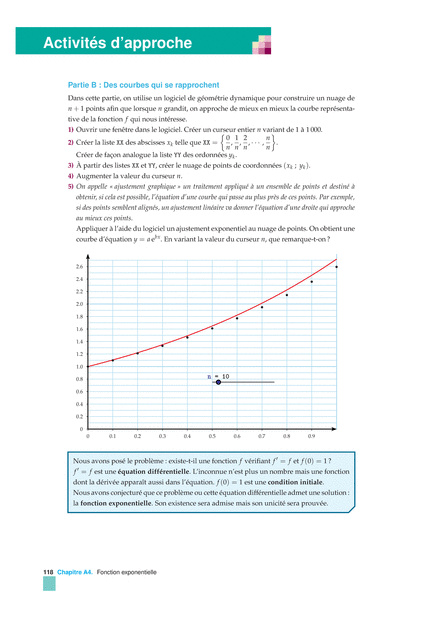 Activités d'approche
Partie B : Des courbes qui se rapprochent
Dans cette partie, on utilise un logiciel de géométrie dynamique pour construire un nuage de
n + 1 points afin que lorsque n grandit, on approche de mieux en mieux la courbe représenta-
tive de la fonction f qui nous intéresse.
1) Ouvrir une fenêtre dans le logiciel. Créer un curseur entier n variant de 1 à 1 000.
2) Créer la liste XX des abscisses x_k telle que XX = {0/n, 1/n, 2/n, ⋯, n/n}.
Créer de façon analogue la liste YY des ordonnées y_k.
3) À partir des listes XX et YY, créer le nuage de points de coordonnées (x_k ; y_k).
4) Augmenter la valeur du curseur n.
5) On appelle « ajustement graphique » un traitement appliqué à un ensemble de points et destiné à
obtenir, si cela est possible, l'équation d'une courbe qui passe au plus près de ces points. Par exemple,
si des points semblent alignés, un ajustement linéaire va donner l'équation d'une droite qui approche
au mieux ces points.
Appliquer à l'aide du logiciel un ajustement exponentiel au nuage de points. On obtient une
courbe d'équation y = a e^{bx}. En variant la valeur du curseur n, que remarque-t-on ?
2.6
2.4
2.2
2.0
1.8
1.6
1.4
1.2
1.0
0.8
n = 10
0.6
0.4
0.2
0
0 0.1 0.2 0.3 0.4 0.5 0.6 0.7 0.8 0.9
Nous avons posé le problème : existe-t-il une fonction f vérifiant f′ = f et f(0) = 1 ?
f′ = f est une équation différentielle. L'inconnue n'est plus un nombre mais une fonction
dont la dérivée apparaît aussi dans l'équation. f(0) = 1 est une condition initiale.
Nous avons conjecturé que ce problème ou cette équation différentielle admet une solution :
la fonction exponentielle. Son existence sera admise mais son unicité sera prouvée.
118 Chapitre A4. Fonction exponentielle